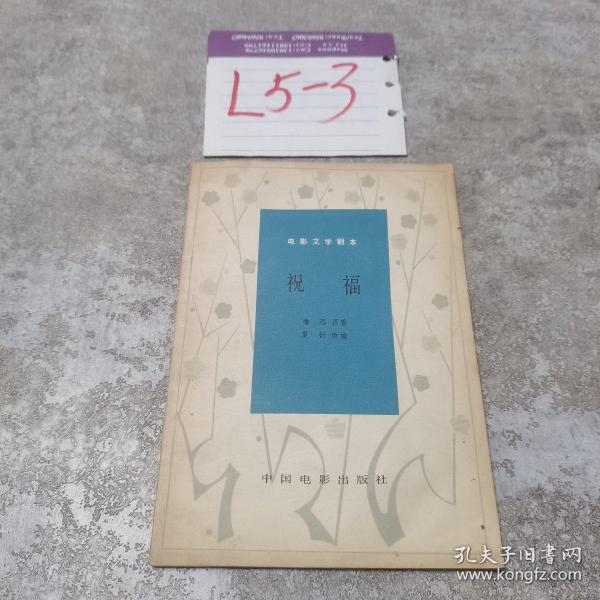 L5-3
电影文学剧本
祝福
鲁迅原著
夏衍改编
中国电影出版社
孔夫子旧书网
www.kongfz.com